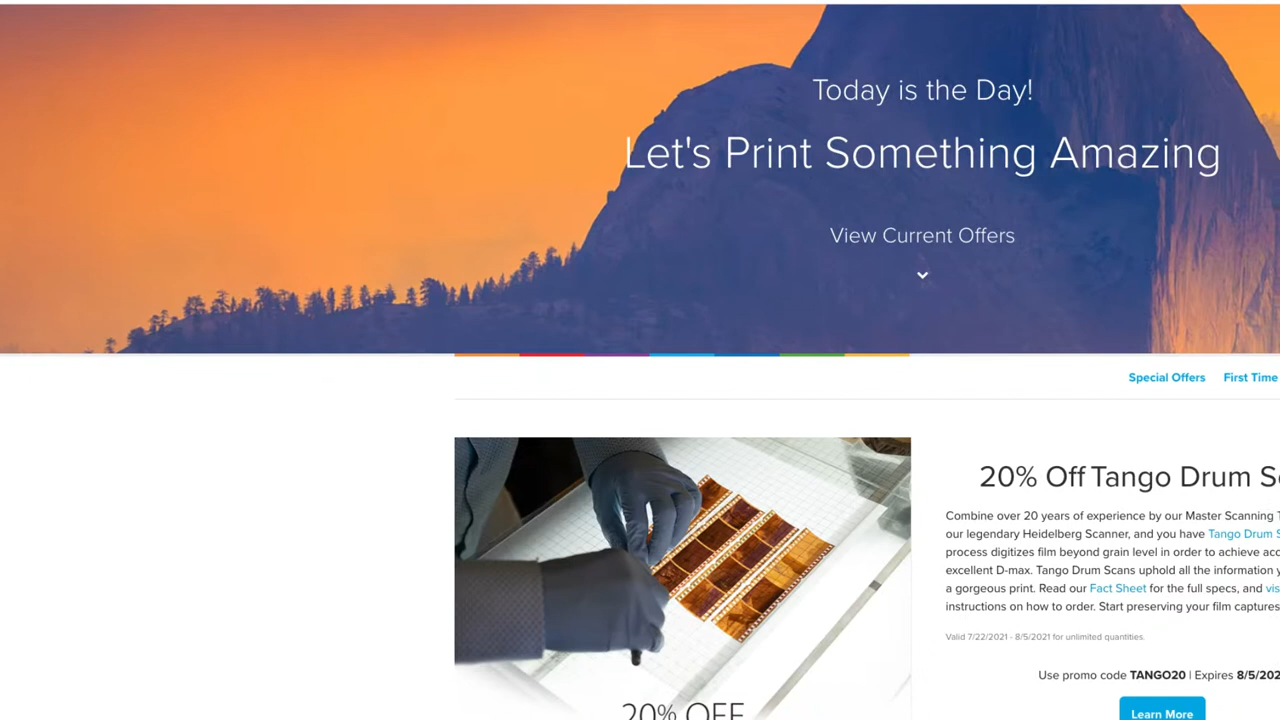 Today is the Day!
Let's Print Something Amazing
View Current Offers
Special Offers First Time
20% Off Tango Drum
Combine over 20 years of experience by our Master Scanning
our legendary Heidelberg Scanner, and you have Tango Drum
process digitizes film beyond grain level in order to achieve
excellent D-max. Tango Drum Scans uphold all the information
a gorgeous print. Read our Fact Sheet for the full specs, and
instructions on how to order. Start preserving your film captures
Valid 7/22/2021 - 8/5/2021 for unlimited quantities.
Use promo code TANGO20 | Expires 8/5/202
Learn More
20% OFF